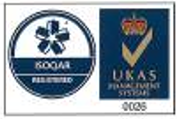 ISOQAR
REGISTERED
UKAS
MANAGEMENT
SYSTEMS
0026